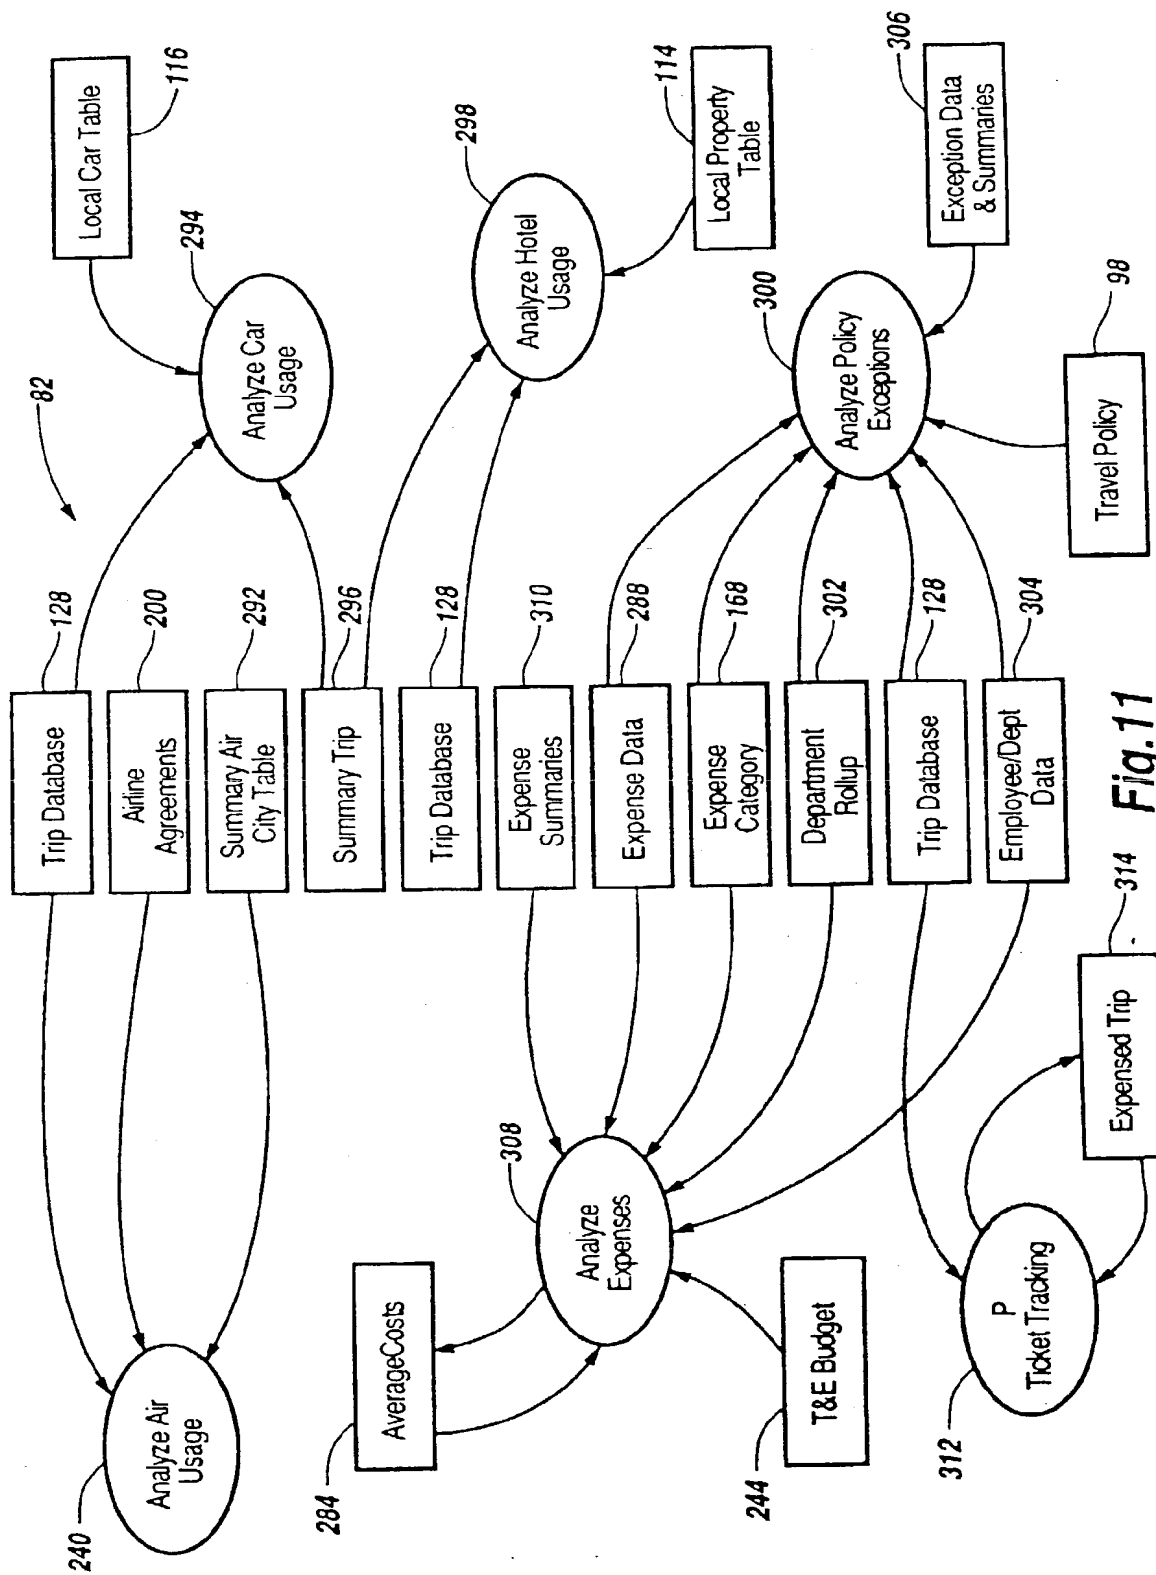 82
Local Car Table
116
Analyze Car
Usage
294
Analyze Hotel
Usage
298
Local Property
Table
114
Analyze Policy
Exceptions
300
Exception Data
& Summaries
306
Travel Policy
98
Trip Database
128
Airline
Agreements
200
Summary Air
City Table
292
Summary Trip
296
Trip Database
128
Expense
Summaries
310
Expense Data
288
Expense
Category
168
Department
Rollup
302
Trip Database
128
Employee/Dept
Data
304
Analyze Air
Usage
240
AverageCosts
284
Analyze
Expenses
308
T&E Budget
244
P
Ticket Tracking
312
Expensed Trip
314
Fig.11